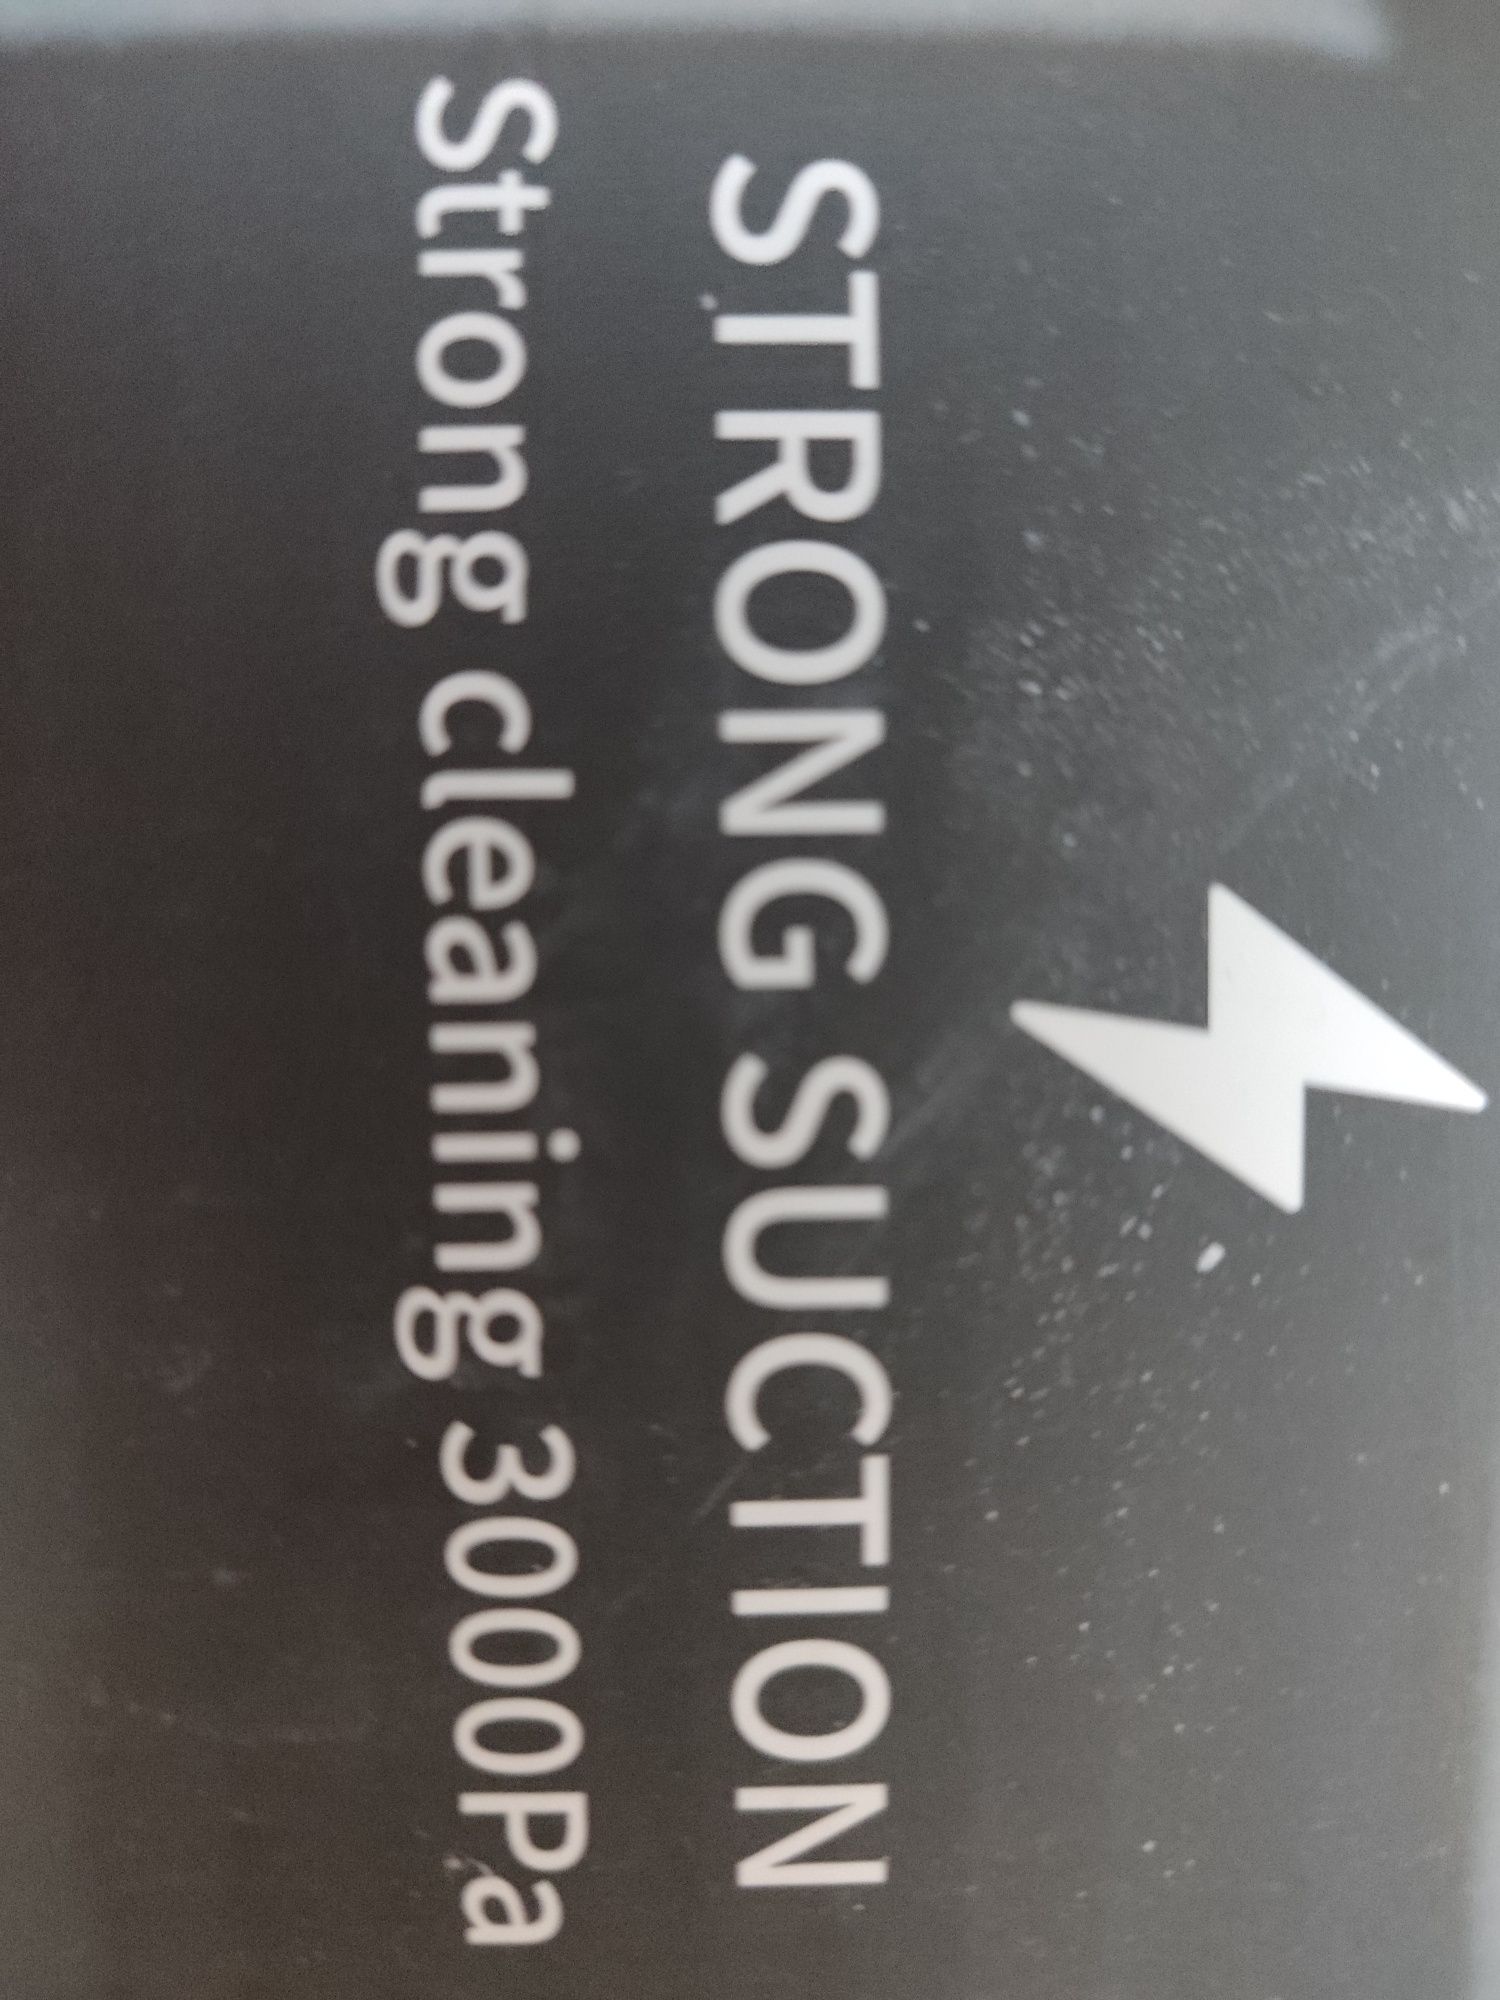 STRONG SUCTION
Strong cleaning 3000Pa